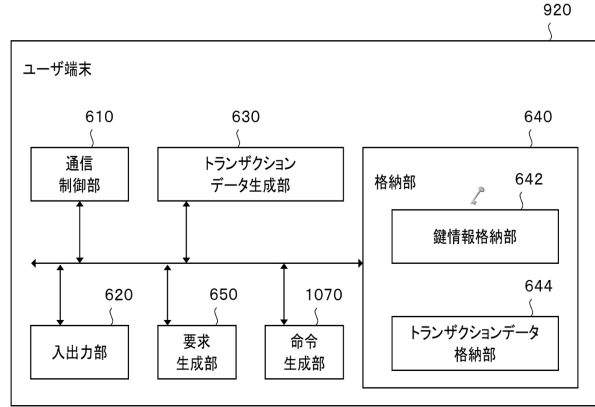 920
ユーザ端末
610
通信
制御部
630
トランザクション
データ生成部
640
格納部
642
鍵情報格納部
644
トランザクションデータ
格納部
620
入出力部
650
要求
生成部
1070
命令
生成部